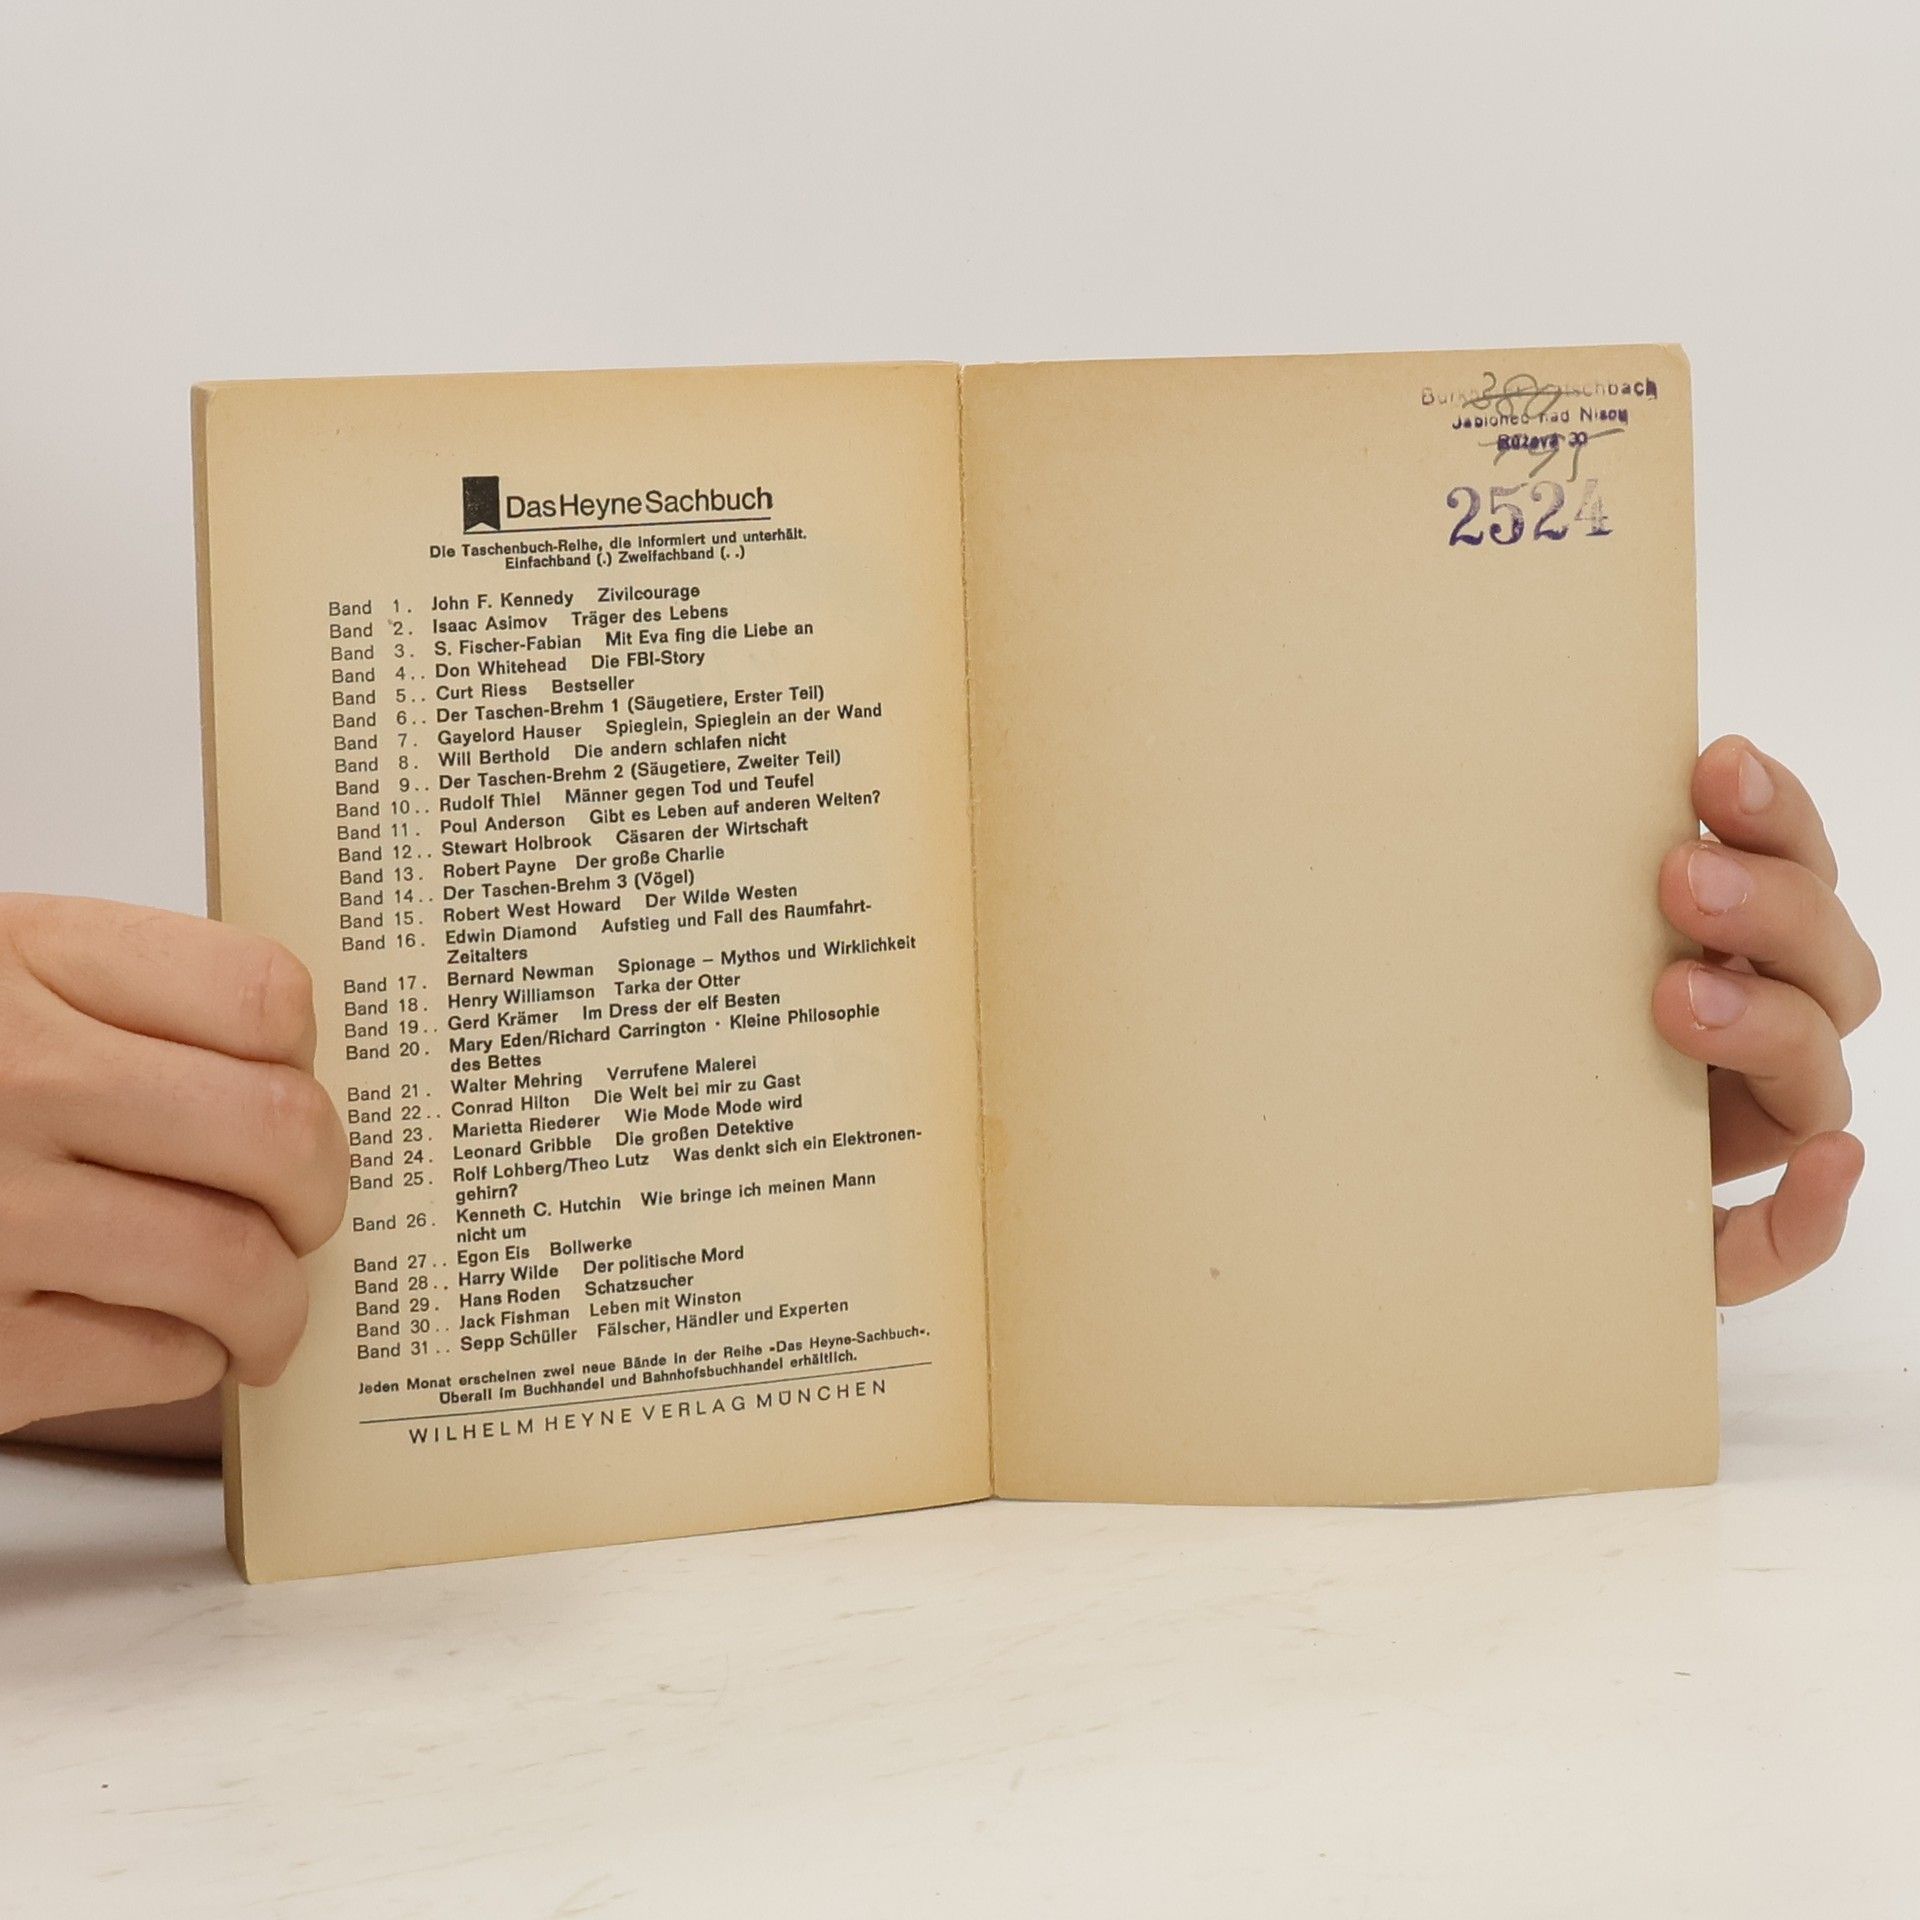 Das Heyne Sachbuch
Die Taschenbuch-Reihe, die informiert und unterhält.
Einfachband (.) Zweifachband (. .)
Band 1 . John F. Kennedy Zivilcourage
Band 2 . Isaac Asimov Träger des Lebens
Band 3 . S. Fischer-Fabian Mit Eva fing die Liebe an
Band 4 . . Don Whitehead Die FBI-Story
Band 5 . . Curt Riess Bestseller
Band 6 . . Der Taschen-Brehm 1 (Säugetiere, Erster Teil)
Band 7 . Gayelord Hauser Spieglein, Spieglein an der Wand
Band 8 . Will Berthold Die andern schlafen nicht
Band 9 . . Der Taschen-Brehm 2 (Säugetiere, Zweiter Teil)
Band 10 . . Rudolf Thiel Männer gegen Tod und Teufel
Band 11 . Poul Anderson Gibt es Leben auf anderen Welten?
Band 12 . . Stewart Holbrook Cäsaren der Wirtschaft
Band 13 . Robert Payne Der große Charlie
Band 14 . . Der Taschen-Brehm 3 (Vögel)
Band 15 . Robert West Howard Der Wilde Westen
Band 16 . Edwin Diamond Aufstieg und Fall des Raumfahrt-
Zeitalters
Band 17 . Bernard Newman Spionage – Mythos und Wirklichkeit
Band 18 . Henry Williamson Tarka der Otter
Band 19 . . Gerd Krämer Im Dress der elf Besten
Band 20 . Mary Eden/Richard Carrington · Kleine Philosophie
des Bettes
Band 21 . Walter Mehring Verrufene Malerei
Band 22 . . Conrad Hilton Die Welt bei mir zu Gast
Band 23 . Marietta Riederer Wie Mode Mode wird
Band 24 . Leonard Gribble Die großen Detektive
Band 25 . Rolf Lohberg/Theo Lutz Was denkt sich ein Elektronen-
gehirn?
Band 26 . Kenneth C. Hutchin Wie bringe ich meinen Mann
nicht um
Band 27 . . Egon Eis Bollwerke
Band 28 . . Harry Wilde Der politische Mord
Band 29 . Hans Roden Schatzsucher
Band 30 . . Jack Fishman Leben mit Winston
Band 31 . . Sepp Schüller Fälscher, Händler und Experten
Jeden Monat erscheinen zwei neue Bände in der Reihe »Das Heyne-Sachbuch«.
Überall im Buchhandel und Bahnhofsbuchhandel erhältlich.
WILHELM HEYNE VERLAG MÜNCHEN
Jablonec nad Nisou
Růžová 30
2524